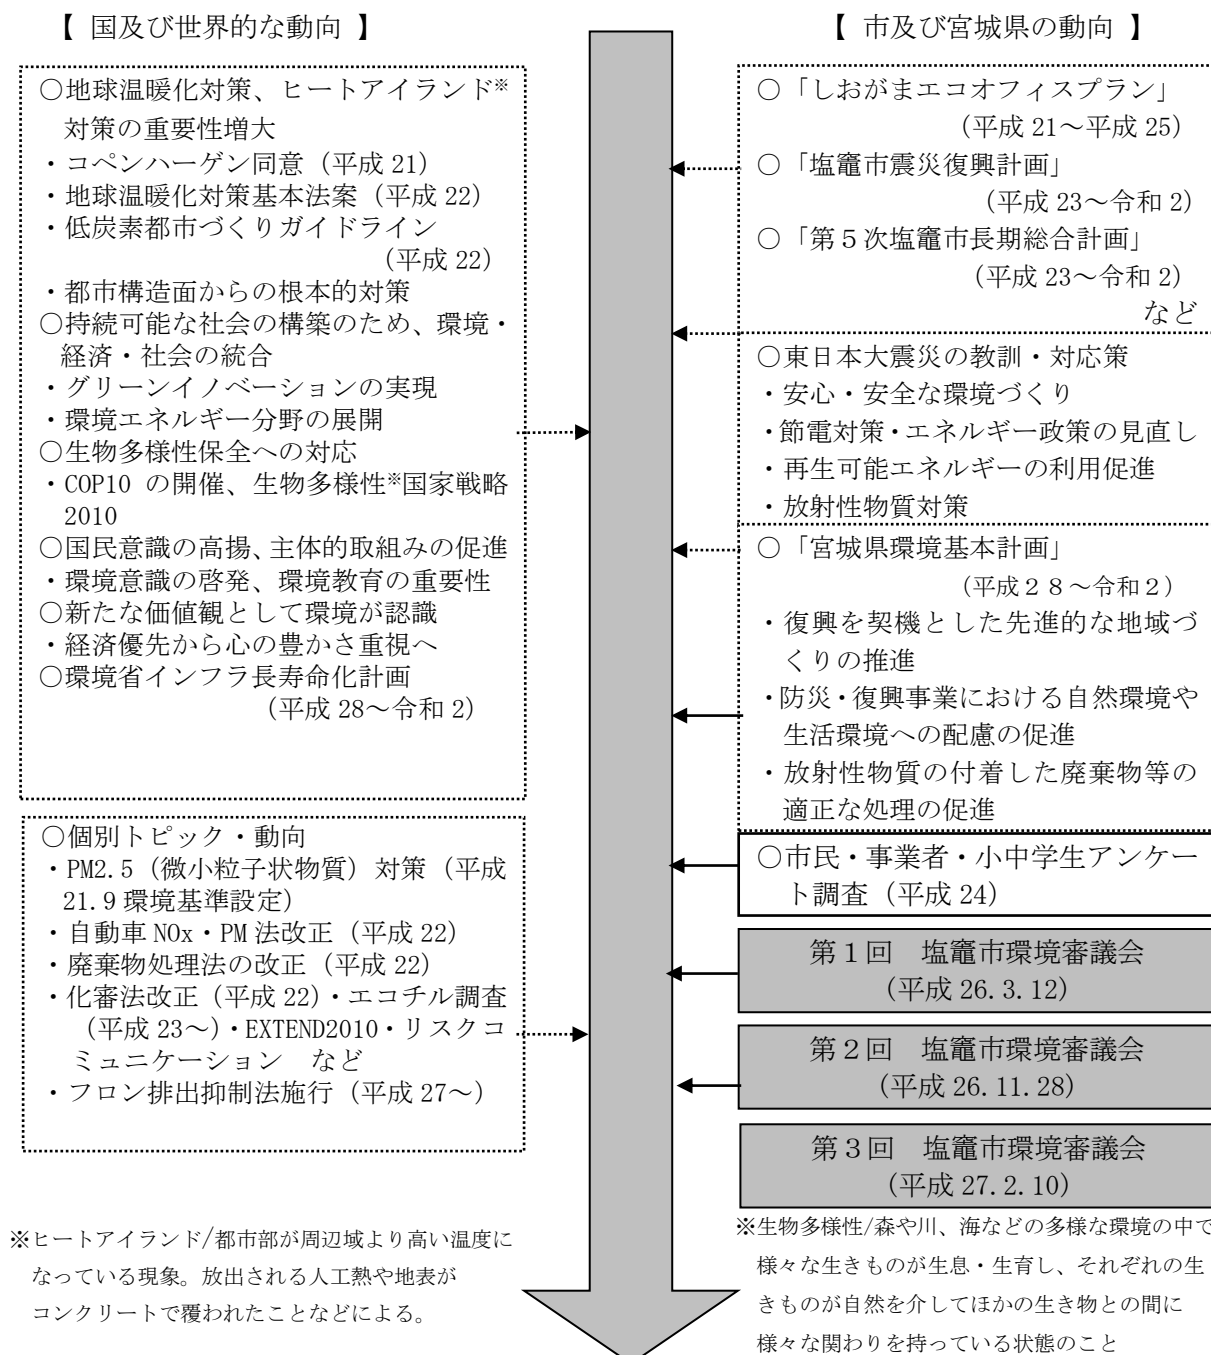 【 国及び世界的な動向 】
○地球温暖化対策、ヒートアイランド※
対策の重要性増大
・コペンハーゲン同意（平成 21）
・地球温暖化対策基本法案（平成 22）
・低炭素都市づくりガイドライン
（平成 22）
・都市構造面からの根本的対策
○持続可能な社会の構築のため、環境・
経済・社会の統合
・グリーンイノベーションの実現
・環境エネルギー分野の展開
○生物多様性保全への対応
・COP10 の開催、生物多様性※国家戦略
2010
○国民意識の高揚、主体的取組みの促進
・環境意識の啓発、環境教育の重要性
○新たな価値観として環境が認識
・経済優先から心の豊かさ重視へ
○環境省インフラ長寿命化計画
（平成 28～令和 2）
○個別トピック・動向
・PM2.5（微小粒子状物質）対策（平成
21.9 環境基準設定）
・自動車 NOx・PM 法改正（平成 22）
・廃棄物処理法の改正（平成 22）
・化審法改正（平成 22）・エコチル調査
（平成 23～）・EXTEND2010・リスクコ
ミュニケーション　など
・フロン排出抑制法施行（平成 27～）
※ヒートアイランド/都市部が周辺域より高い温度に
なっている現象。放出される人工熱や地表が
コンクリートで覆われたことなどによる。
【 市及び宮城県の動向 】
○「しおがまエコオフィスプラン」
（平成 21～平成 25）
○「塩竈市震災復興計画」
（平成 23～令和 2）
○「第５次塩竈市長期総合計画」
（平成 23～令和 2）
など
○東日本大震災の教訓・対応策
・安心・安全な環境づくり
・節電対策・エネルギー政策の見直し
・再生可能エネルギーの利用促進
・放射性物質対策
○「宮城県環境基本計画」
（平成２８～令和２）
・復興を契機とした先進的な地域づ
くりの推進
・防災・復興事業における自然環境や
生活環境への配慮の促進
・放射性物質の付着した廃棄物等の
適正な処理の促進
○市民・事業者・小中学生アンケー
ト調査（平成 24）
第１回　塩竈市環境審議会
（平成 26.3.12）
第２回　塩竈市環境審議会
（平成 26.11.28）
第３回　塩竈市環境審議会
（平成 27.2.10）
※生物多様性/森や川、海などの多様な環境の中で
様々な生きものが生息・生育し、それぞれの生
きものが自然を介してほかの生き物との間に
様々な関わりを持っている状態のこと